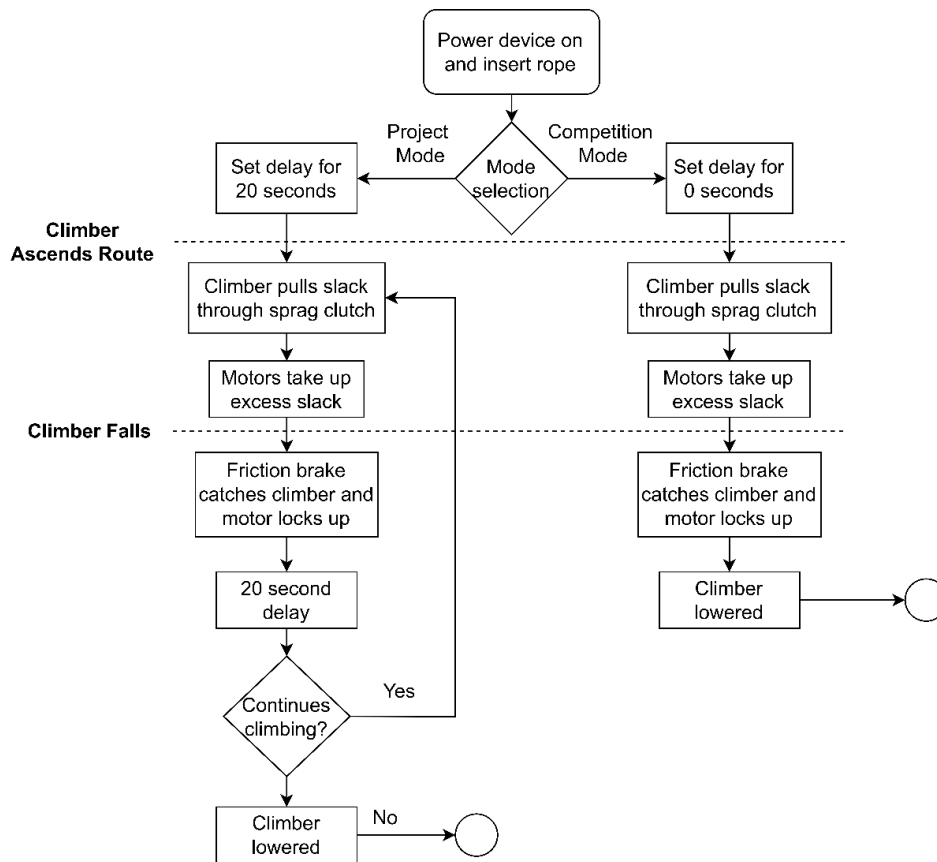 Power device on
and insert rope
Project
Mode
Competition
Mode
Mode
selection
Set delay for
20 seconds
Set delay for
0 seconds
Climber
Ascends Route
Climber pulls slack
through sprag clutch
Climber pulls slack
through sprag clutch
Motors take up
excess slack
Motors take up
excess slack
Climber Falls
Friction brake
catches climber and
motor locks up
Friction brake
catches climber and
motor locks up
20 second
delay
Climber
lowered
Continues
climbing?
Yes
Climber
lowered
No